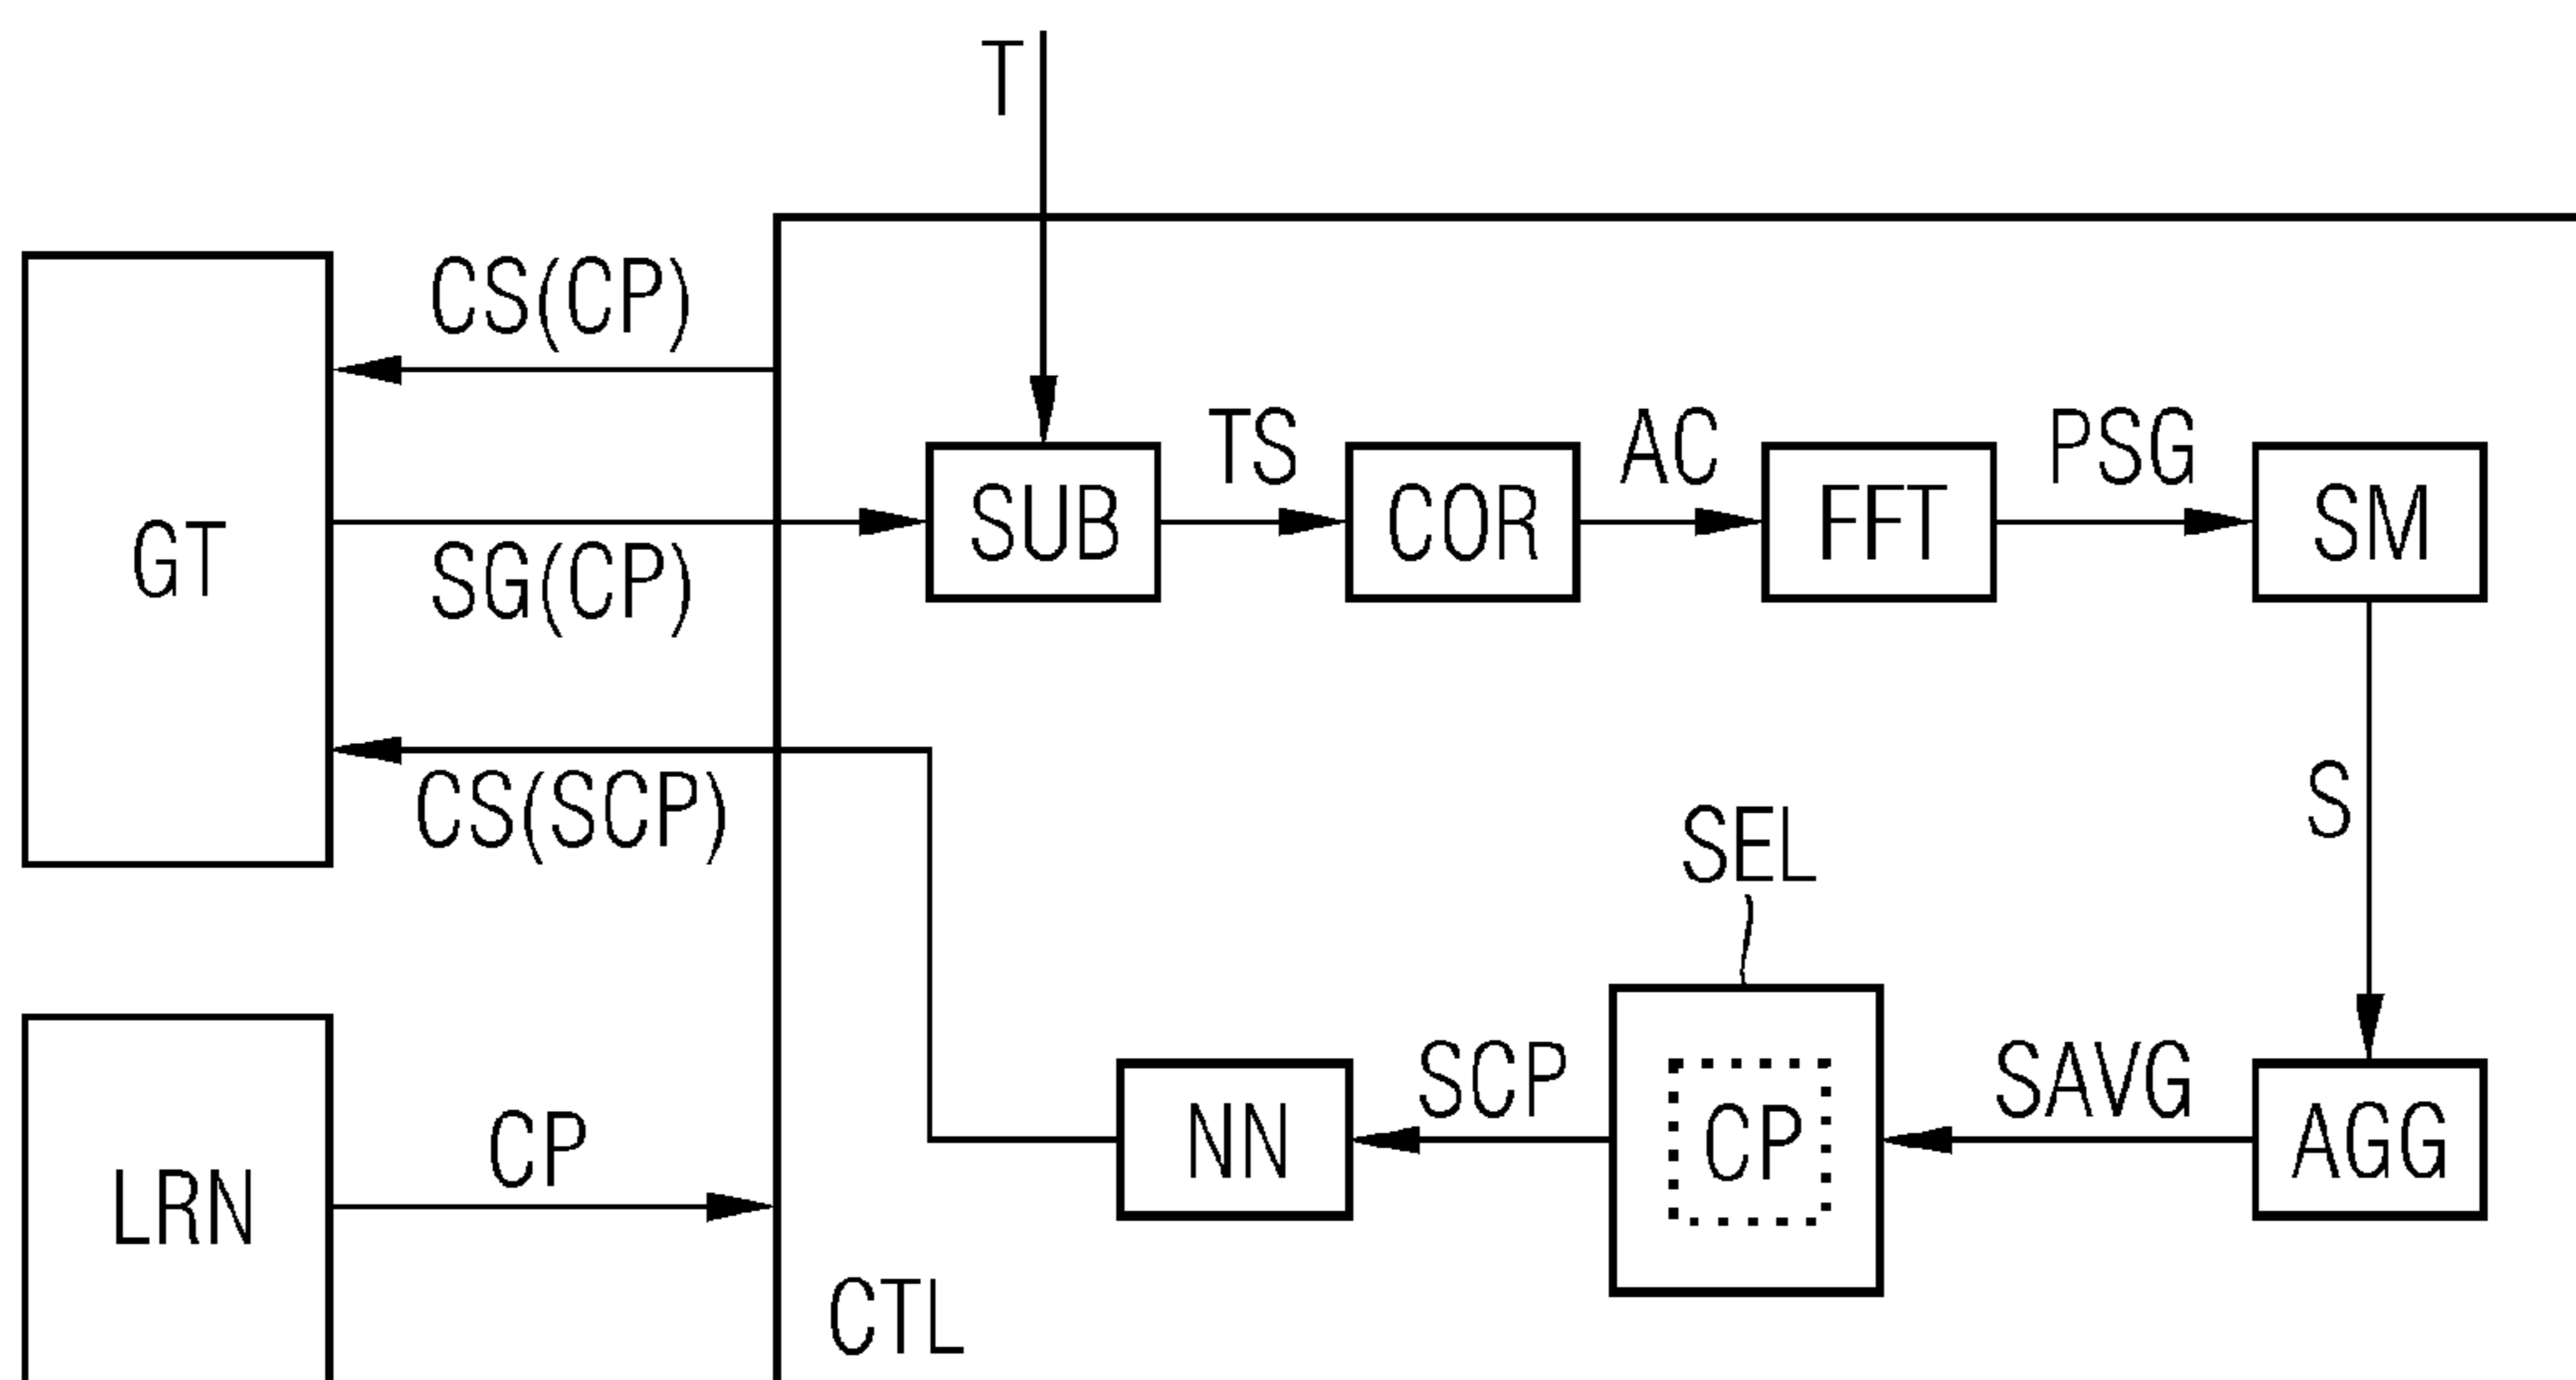 T
CS(CP)
TS
AC
PSG
GT
SUB
COR
FFT
SM
SG(CP)
CS(SCP)
S
SEL
SCP
SAVG
CP
NN
CP
AGG
LRN
CTL